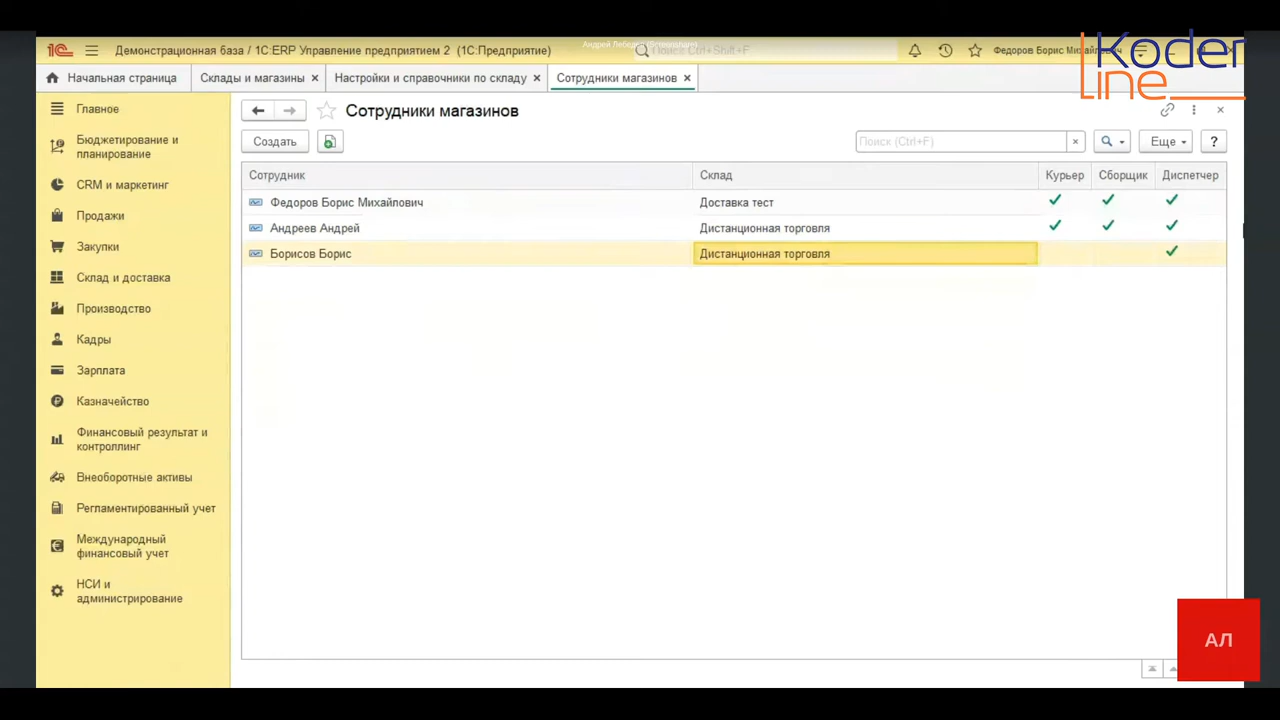 Демонстрационная база / 1С:ERP Управление предприятием 2 (1С:Предприятие)
Поиск Ctrl+Shift+F
Федоров Борис
Koder
line
Начальная страница
Склады и магазины
Настройки и справочники по складу
Сотрудники магазинов
Главное
Бюджетирование и
планирование
CRM и маркетинг
Продажи
Закупки
Склад и доставка
Производство
Кадры
Зарплата
Казначейство
Финансовый результат и
контроллинг
Внеоборотные активы
Регламентированный учет
Международный
финансовый учет
НСИ и
администрирование
Сотрудники магазинов
Создать
Поиск (Ctrl+F)
Еще
?
Сотрудник Склад Курьер Сборщик Диспетчер
Федоров Борис Михайлович Доставка тест
Андреев Андрей Дистанционная торговля
Борисов Борис Дистанционная торговля
АЛ